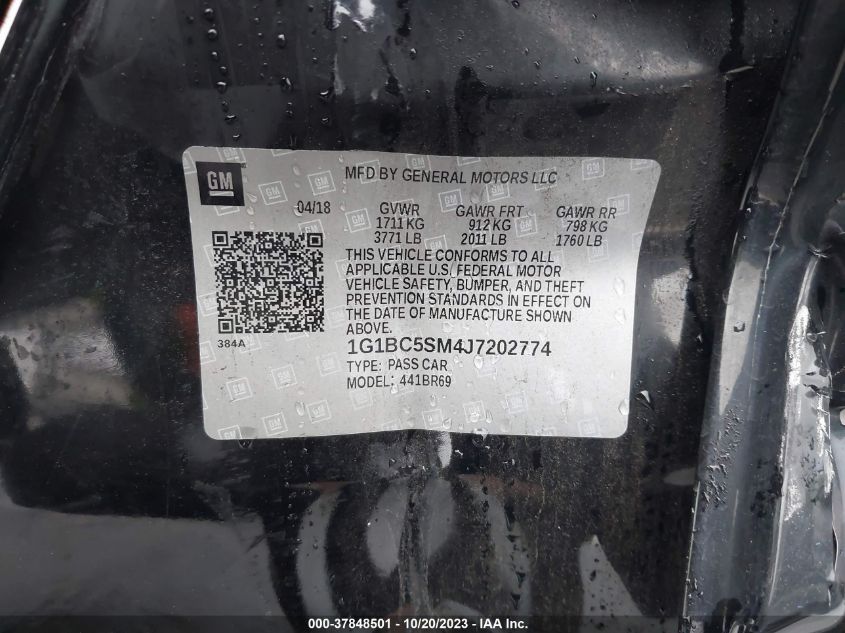 GM
MFD BY GENERAL MOTORS LLC
04/18 GVWR GAWR FRT GAWR RR
1711 KG 912 KG 798 KG
3771 LB 2011 LB 1760 LB
THIS VEHICLE CONFORMS TO ALL
APPLICABLE U.S. FEDERAL MOTOR
VEHICLE SAFETY, BUMPER, AND THEFT
PREVENTION STANDARDS IN EFFECT ON
THE DATE OF MANUFACTURE SHOWN
ABOVE.
384A
1G1BC5SM4J7202774
TYPE: PASS CAR
MODEL: 441BR69
000-37848501 - 10/20/2023 - IAA Inc.